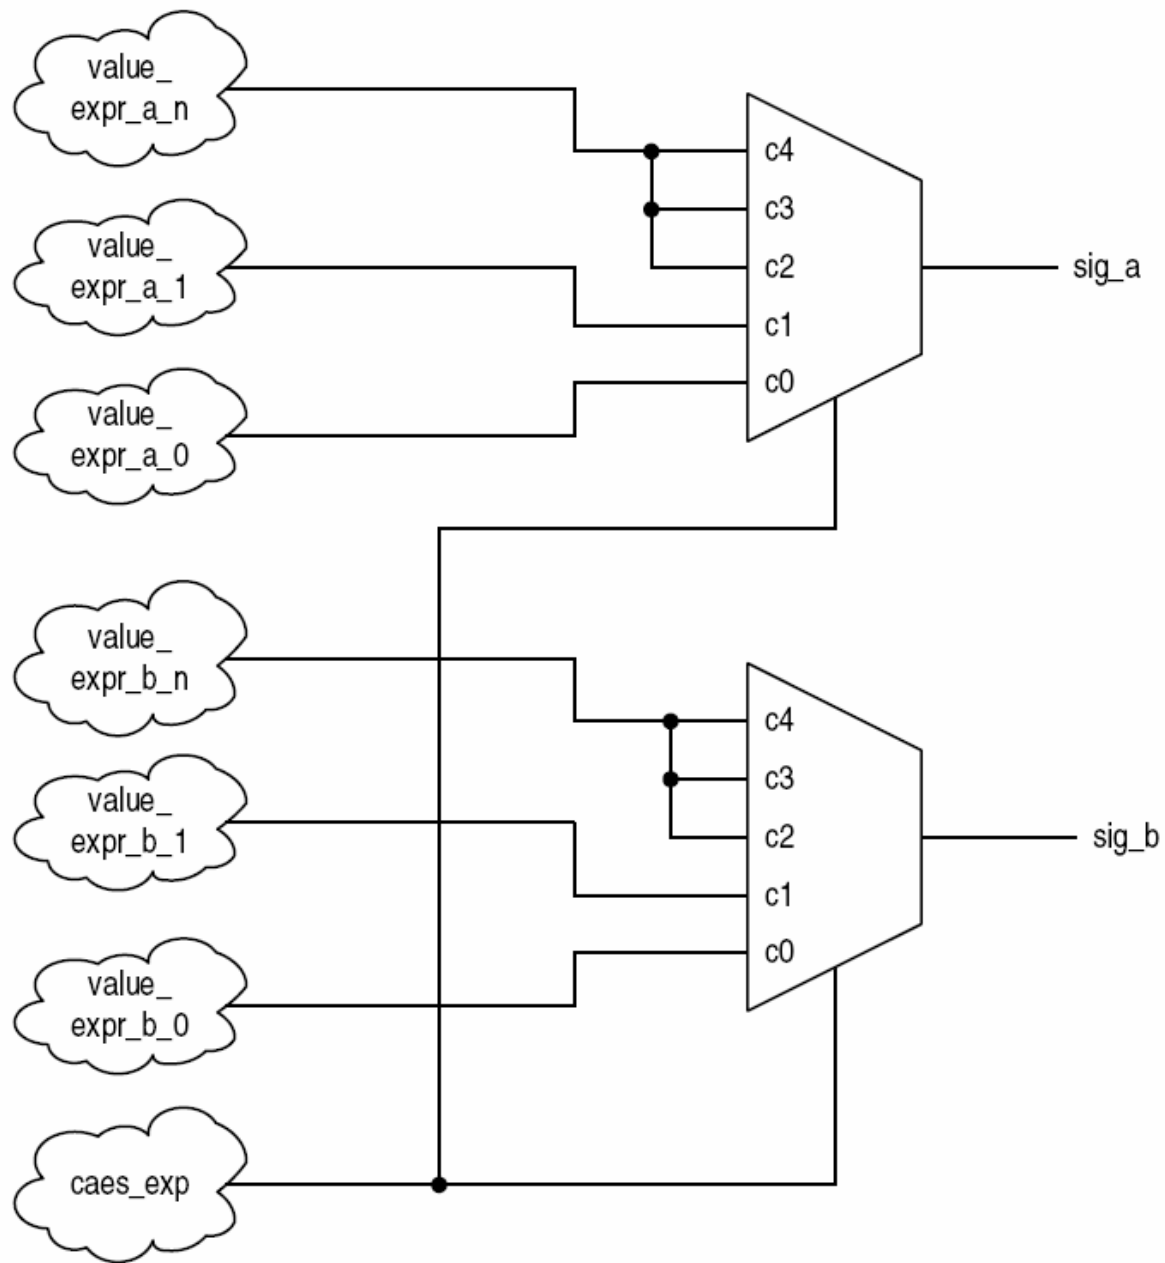 value_
expr_a_n
value_
expr_a_1
value_
expr_a_0
c4
c3
c2
c1
c0
sig_a
value_
expr_b_n
value_
expr_b_1
value_
expr_b_0
c4
c3
c2
c1
c0
sig_b
caes_exp